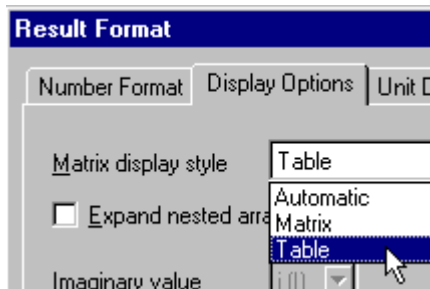 Result Format
Number Format Display Options Unit D
Matrix display style Table
Automatic
Expand nested arra
Matrix
Table
Imaginary value i (I)